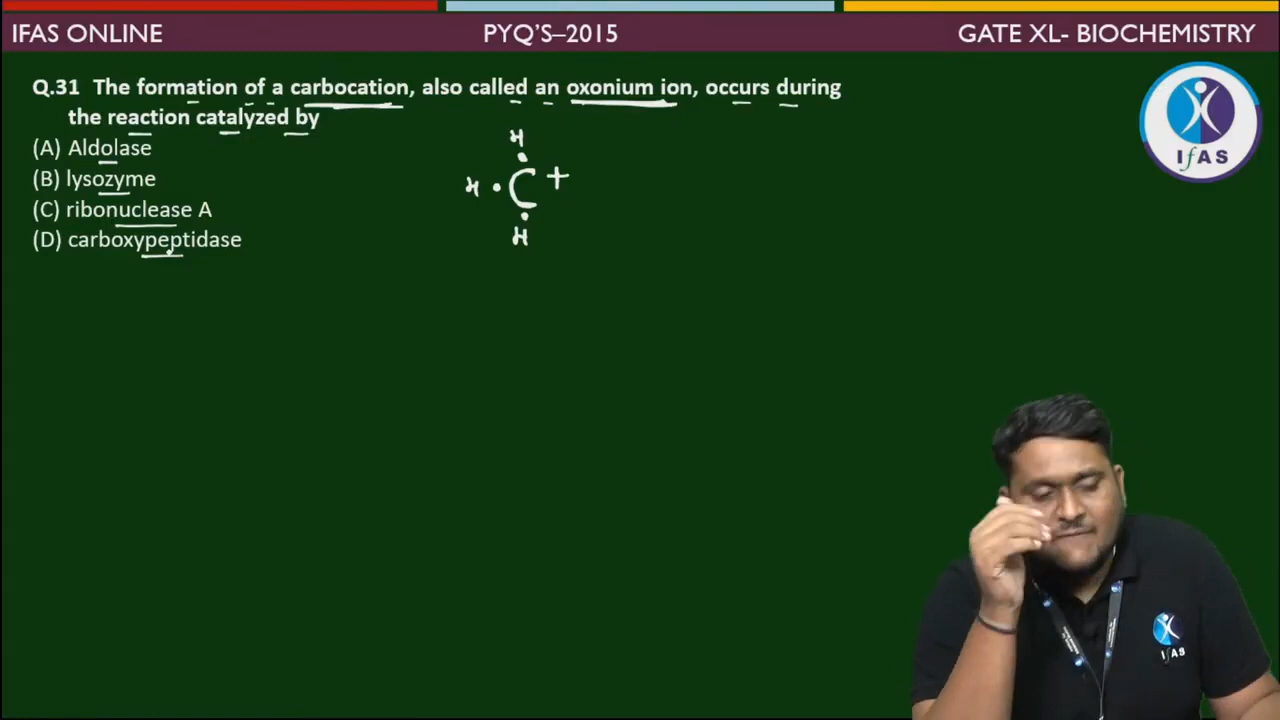 IFAS ONLINE
PYQ'S–2015
GATE XL- BIOCHEMISTRY
Q.31 The formation of a carbocation, also called an oxonium ion, occurs during
the reaction catalyzed by
(A) Aldolase
(B) lysozyme
(C) ribonuclease A
(D) carboxypeptidase
H
H C +
H
IfAS
IfAS